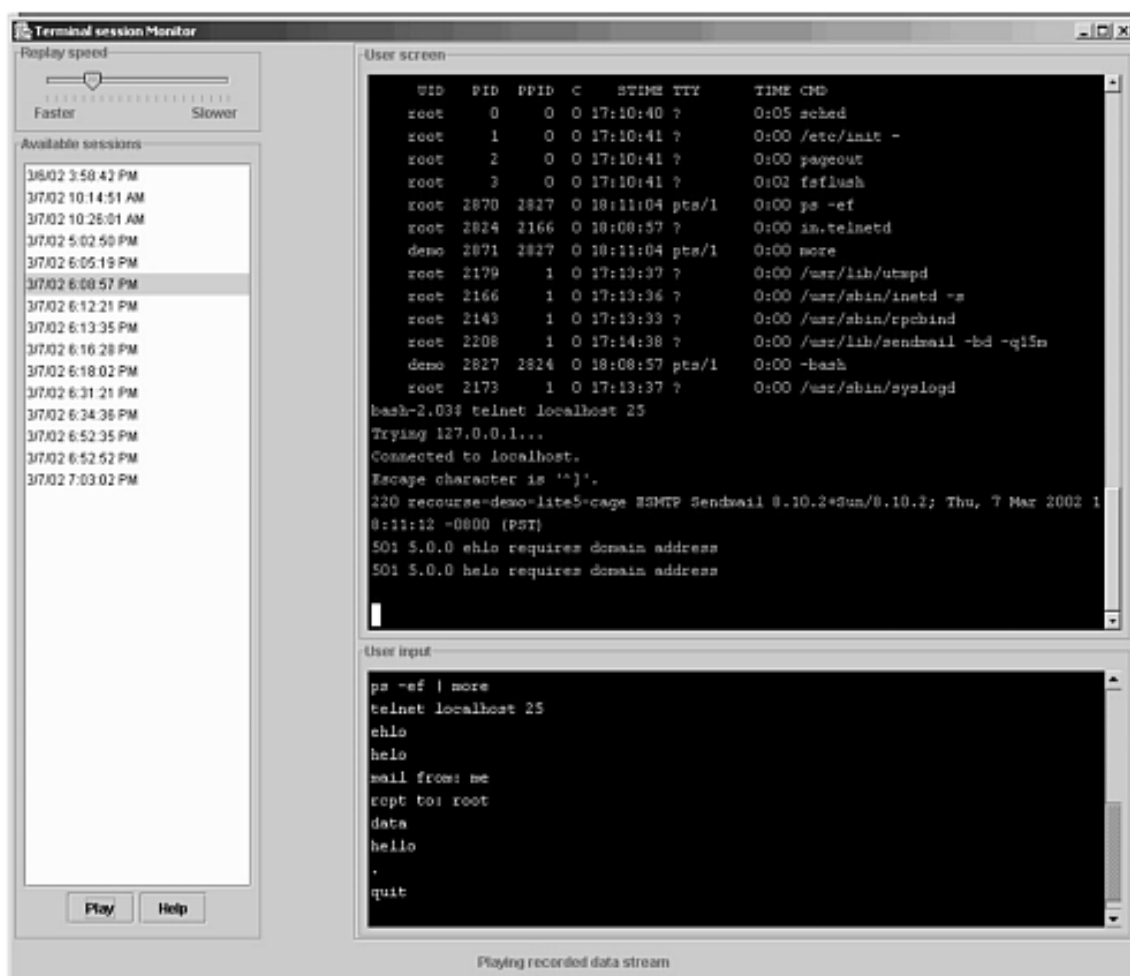 Terminal session Monitor
Replay speed
Faster Slower
Available sessions
3/6/02 3:58:42 PM
3/7/02 10:14:51 AM
3/7/02 10:26:01 AM
3/7/02 5:02:50 PM
3/7/02 6:05:19 PM
3/7/02 6:08:57 PM
3/7/02 6:12:21 PM
3/7/02 6:13:35 PM
3/7/02 6:16:28 PM
3/7/02 6:18:02 PM
3/7/02 6:31:21 PM
3/7/02 6:34:36 PM
3/7/02 6:52:35 PM
3/7/02 6:52:52 PM
3/7/02 7:03:02 PM
Play Help
User screen
UID PID PPID C STIME TTY TIME CMD
root 0 0 0 17:10:40 ? 0:05 sched
root 1 0 0 17:10:41 ? 0:00 /etc/init -
root 2 0 0 17:10:41 ? 0:00 pageout
root 3 0 0 17:10:41 ? 0:02 fsflush
root 2870 2827 0 18:11:04 pts/1 0:00 ps -ef
root 2824 2166 0 18:08:57 ? 0:00 in.telnetd
demo 2871 2827 0 18:11:04 pts/1 0:00 more
root 2179 1 0 17:13:37 ? 0:00 /usr/lib/utmpd
root 2166 1 0 17:13:36 ? 0:00 /usr/sbin/inetd -s
root 2143 1 0 17:13:33 ? 0:00 /usr/sbin/rpcbind
root 2208 1 0 17:14:38 ? 0:00 /usr/lib/sendmail -bd -q15m
demo 2827 2824 0 18:08:57 pts/1 0:00 -bash
root 2173 1 0 17:13:37 ? 0:00 /usr/sbin/syslogd
bash-2.03$ telnet localhost 25
Trying 127.0.0.1...
Connected to localhost.
Escape character is '^]'.
220 recourse-demo-lite5-cage ESMTP Sendmail 8.10.2+Sun/8.10.2; Thu, 7 Mar 2002 1
8:11:12 -0800 (PST)
501 5.0.0 ehlo requires domain address
501 5.0.0 helo requires domain address
User input
ps -ef | more
telnet localhost 25
ehlo
helo
mail from: me
rcpt to: root
data
hello
.
quit
Playing recorded data stream